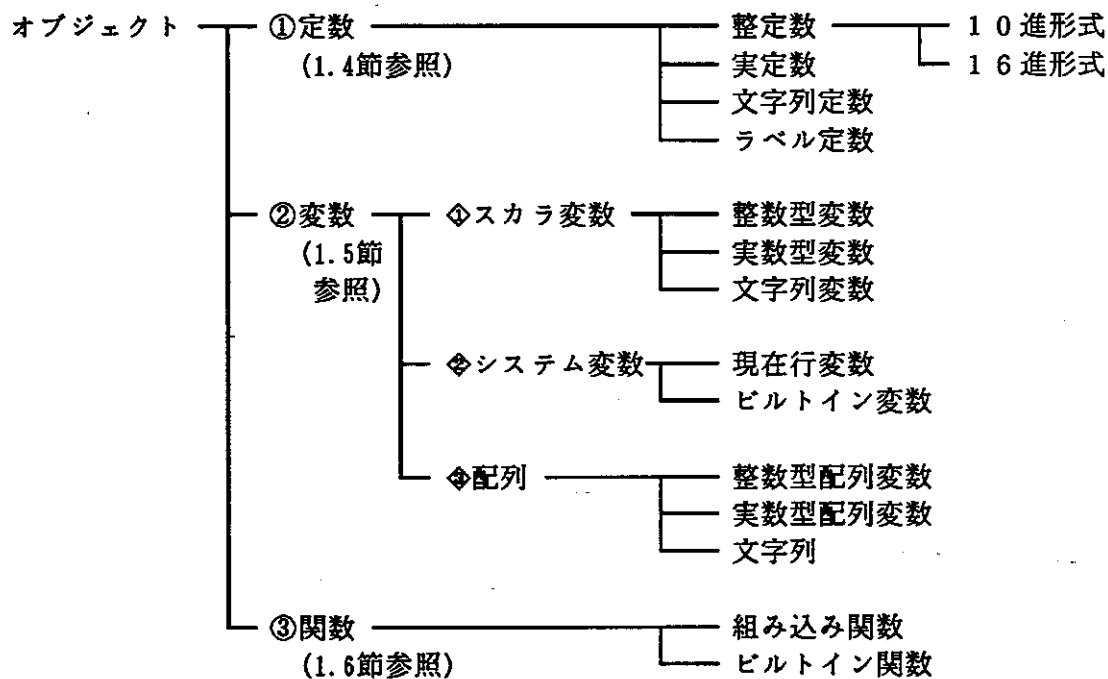 オブジェクト ①定数 整定数 10進形式
(1.4節参照) 実定数 16進形式
文字列定数
ラベル定数
②変数 ①スカラ変数 整数型変数
(1.5節 実数型変数
参照) 文字列変数
②システム変数 現在行変数
ビルトイン変数
③配列 整数型配列変数
実数型配列変数
文字列
③関数 組み込み関数
(1.6節参照) ビルトイン関数